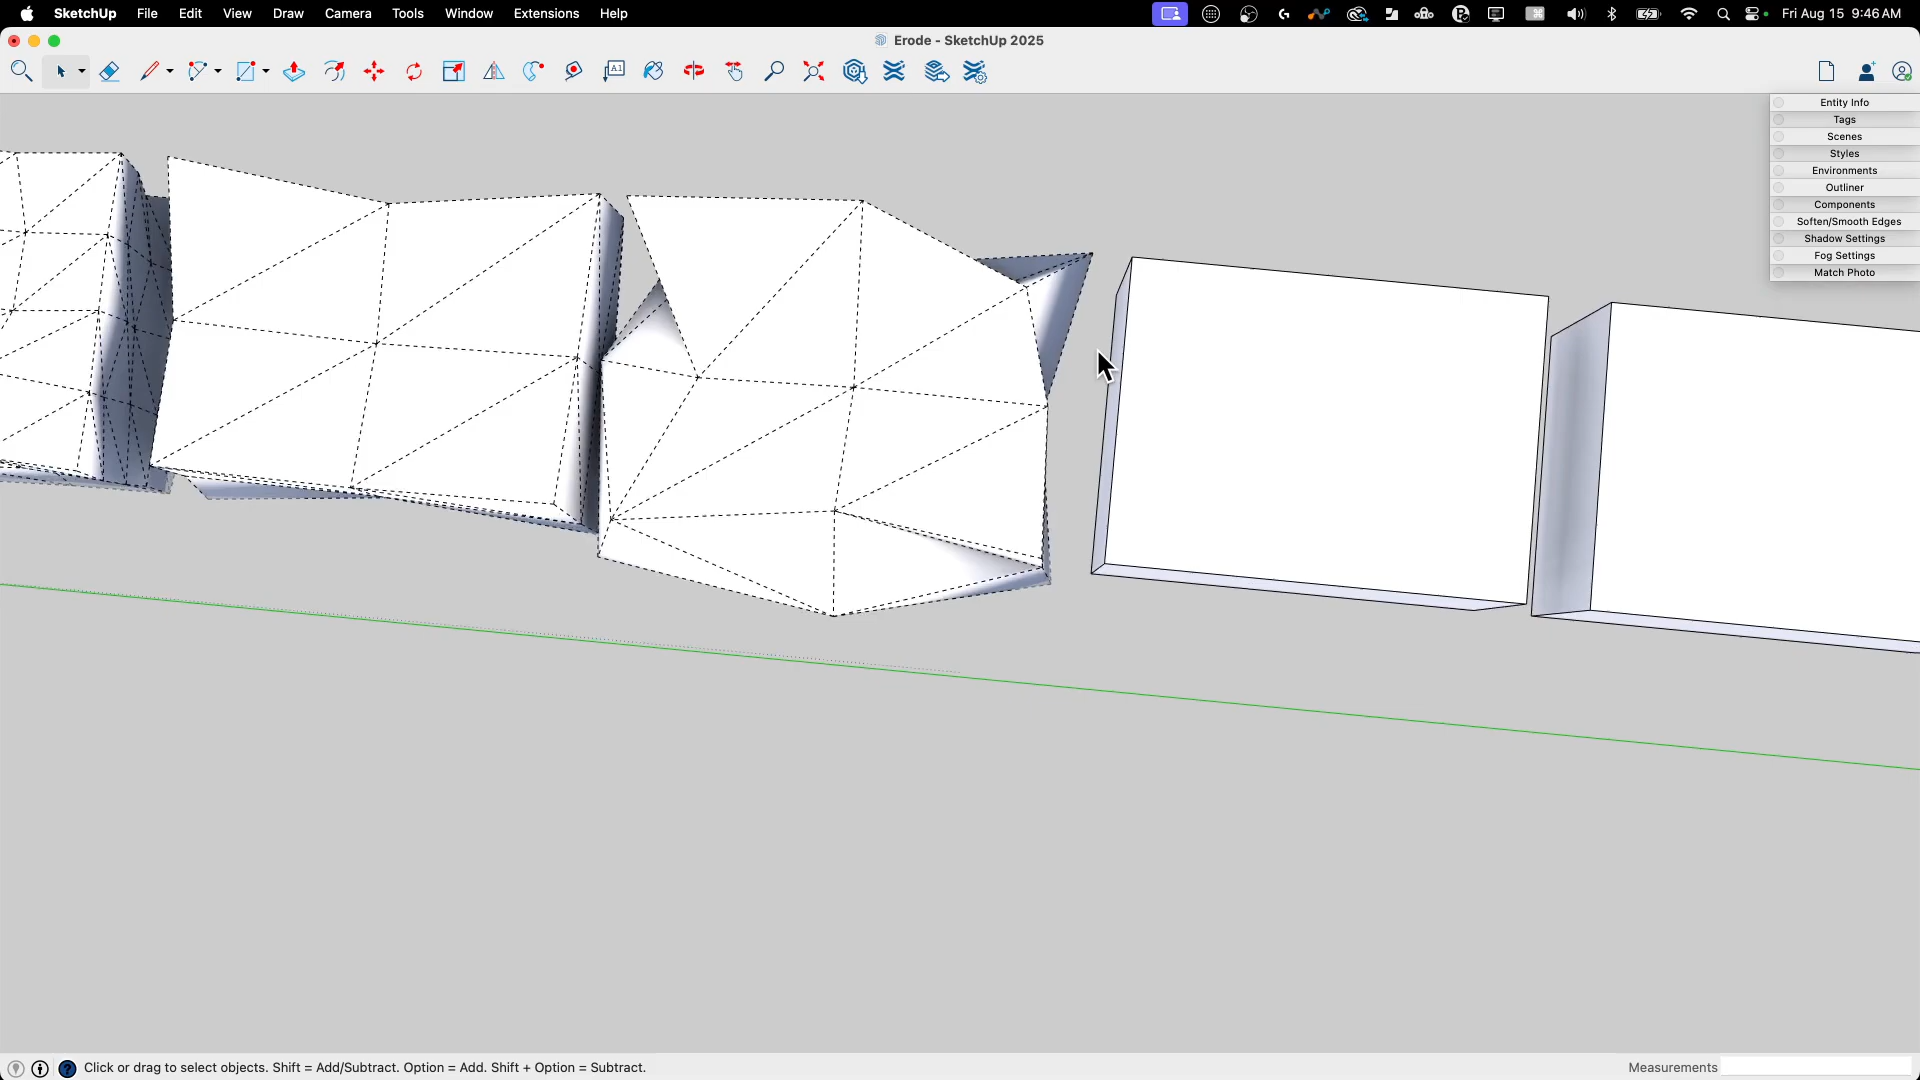 SketchUp File Edit View Draw Camera Tools Window Extensions Help Fri Aug 15 9:46 AM
Erode - SketchUp 2025
A1
Entity Info
Tags
Scenes
Styles
Environments
Outliner
Components
Soften/Smooth Edges
Shadow Settings
Fog Settings
Match Photo
Click or drag to select objects. Shift = Add/Subtract. Option = Add. Shift + Option = Subtract. Measurements